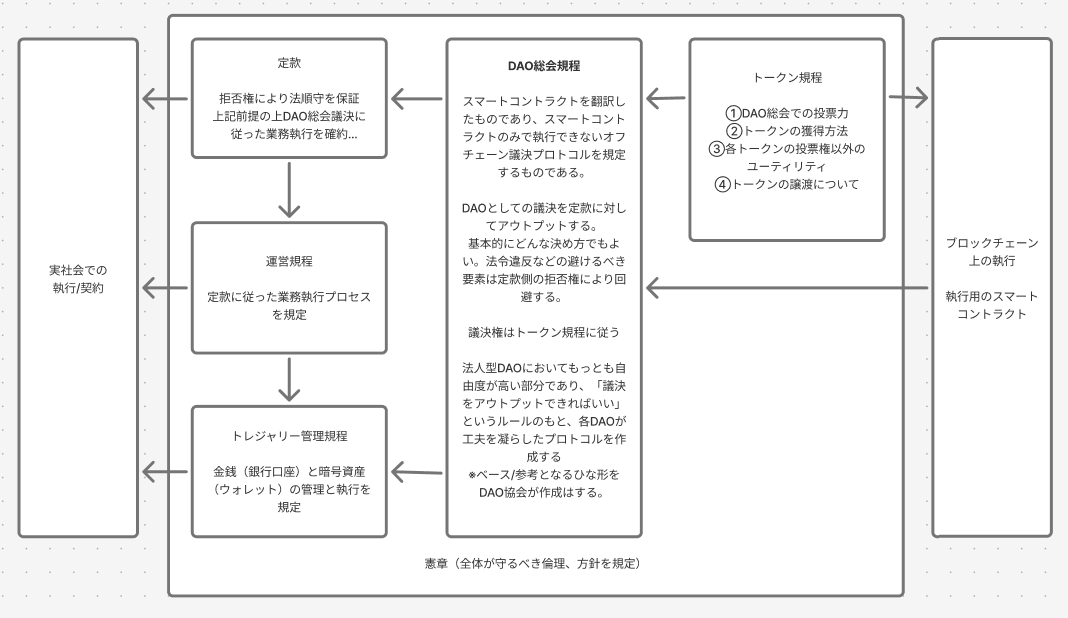 実社会での
執行/契約
定款
拒否権により法順守を保証
上記前提の上DAO総会議決に
従った業務執行を確約...
運営規程
定款に従った業務執行プロセス
を規定
トレジャリー管理規程
金銭（銀行口座）と暗号資産
（ウォレット）の管理と執行を
規定
DAO総会規程
スマートコントラクトを翻訳し
たものであり、スマートコント
ラクトのみで執行できないオフ
チェーン議決プロトコルを規定
するものである。
DAOとしての議決を定款に対し
てアウトプットする。
基本的にどんな決め方でもよ
い。法令違反などの避けるべき
要素は定款側の拒否権により回
避する。
議決権はトークン規程に従う
法人型DAOにおいてもっとも自
由度が高い部分であり、「議決
をアウトプットできればいい」
というルールのもと、各DAOが
工夫を凝らしたプロトコルを作
成する
※ベース/参考となるひな形を
DAO協会が作成はする。
トークン規程
①DAO総会での投票力
②トークンの獲得方法
③各トークンの投票権以外の
ユーティリティ
④トークンの譲渡について
ブロックチェーン
上の執行
執行用のスマート
コントラクト
憲章（全体が守るべき倫理、方針を規定）